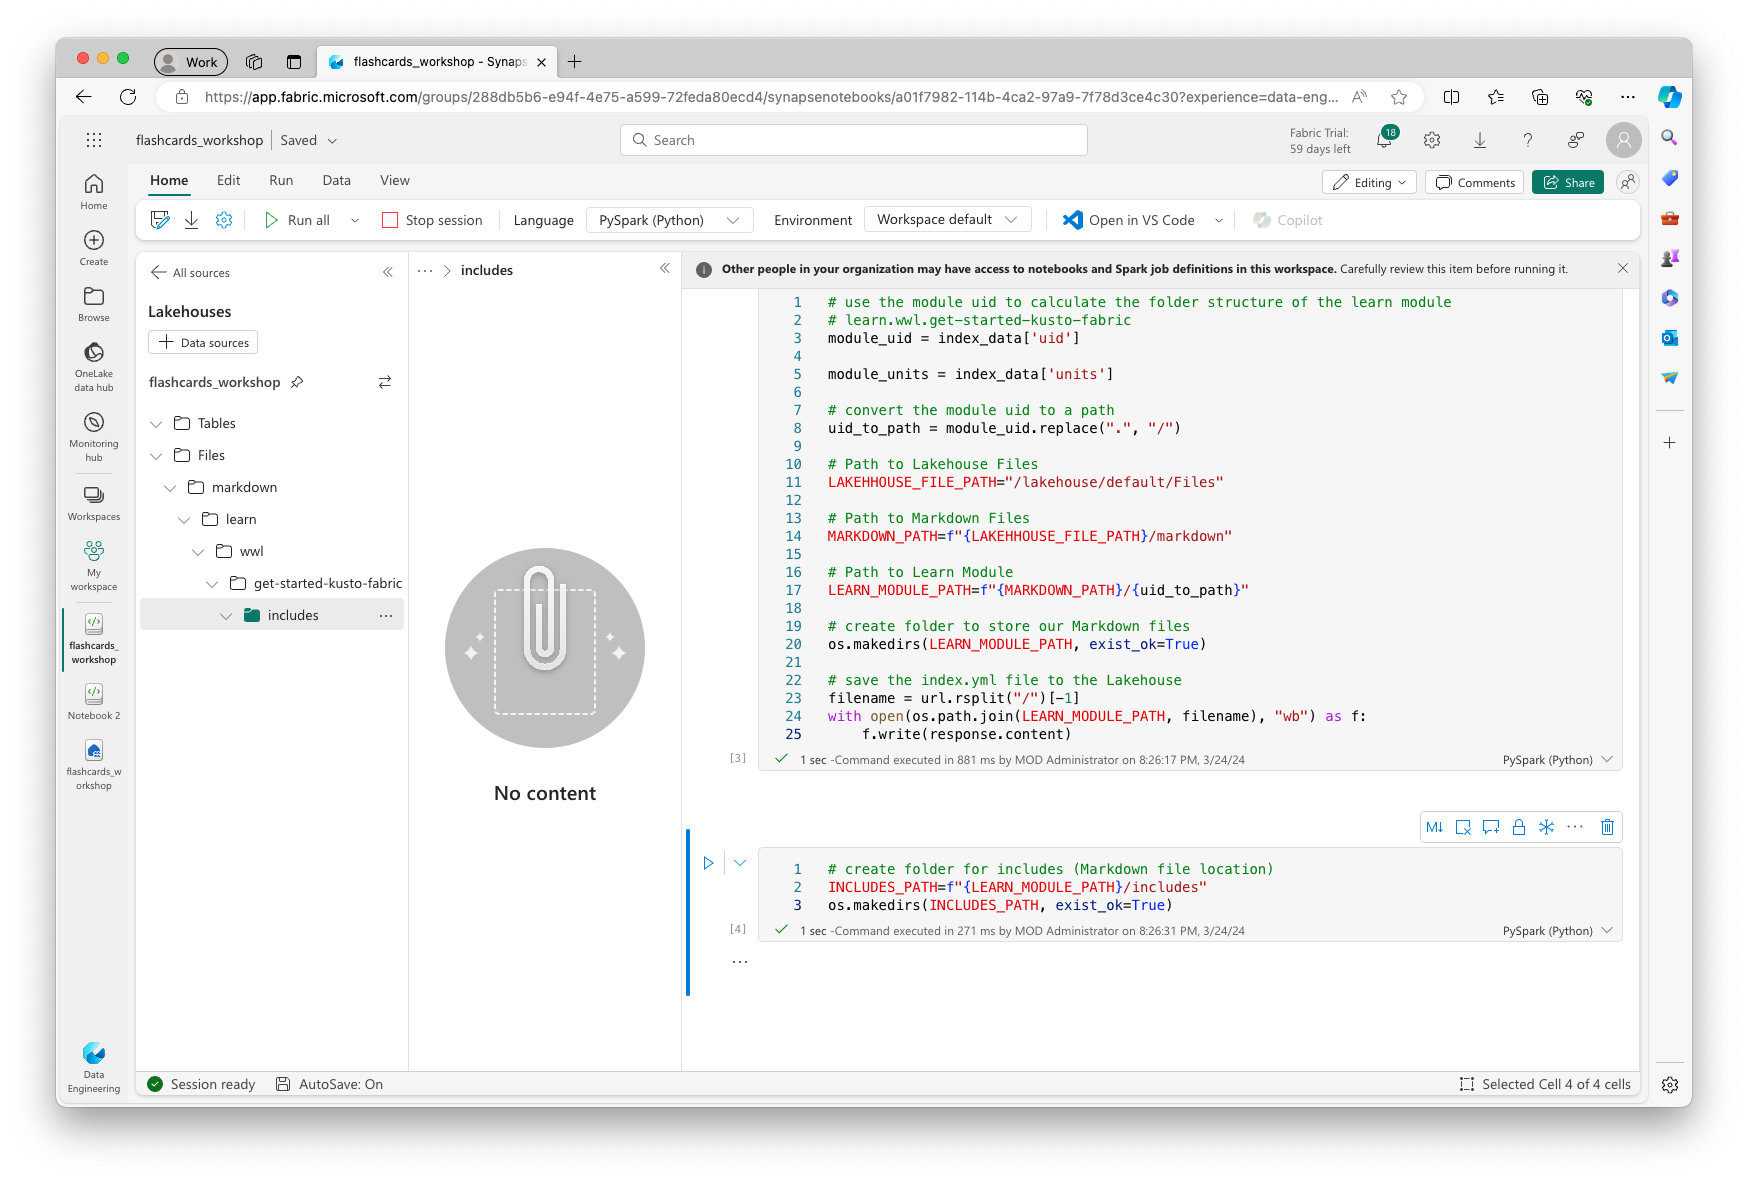 Work
flashcards_workshop - Synaps
https://app.fabric.microsoft.com/groups/288db5b6-e94f-4e75-a599-72feda80ecd4/synapsenotebooks/a01f7982-114b-4ca2-97a9-7f78d3ce4c30?experience=data-eng...
flashcards_workshop
Saved
Search
Fabric Trial:
59 days left
18
Home
Edit
Run
Data
View
Editing
Comments
Share
Run all
Stop session
Language
PySpark (Python)
Environment
Workspace default
Open in VS Code
Copilot
Home
Create
Browse
OneLake
data hub
Monitoring
hub
Workspaces
My
workspace
flashcards_
workshop
Notebook 2
flashcards_w
orkshop
Data
Engineering
All sources
Lakehouses
Data sources
flashcards_workshop
Tables
Files
markdown
learn
wwl
get-started-kusto-fabric
includes
...
... > includes
No content
Other people in your organization may have access to notebooks and Spark job definitions in this workspace. Carefully review this item before running it.
1 # use the module uid to calculate the folder structure of the learn module
2 # learn.wwl.get-started-kusto-fabric
3 module_uid = index_data['uid']
4
5 module_units = index_data['units']
6
7 # convert the module uid to a path
8 uid_to_path = module_uid.replace(".", "/")
9
10 # Path to Lakehouse Files
11 LAKEHHOUSE_FILE_PATH="/lakehouse/default/Files"
12
13 # Path to Markdown Files
14 MARKDOWN_PATH=f"{LAKEHHOUSE_FILE_PATH}/markdown"
15
16 # Path to Learn Module
17 LEARN_MODULE_PATH=f"{MARKDOWN_PATH}/{uid_to_path}"
18
19 # create folder to store our Markdown files
20 os.makedirs(LEARN_MODULE_PATH, exist_ok=True)
21
22 # save the index.yml file to the Lakehouse
23 filename = url.rsplit("/")[-1]
24 with open(os.path.join(LEARN_MODULE_PATH, filename), "wb") as f:
25 f.write(response.content)
[3]
1 sec -Command executed in 881 ms by MOD Administrator on 8:26:17 PM, 3/24/24
PySpark (Python)
M↓
...
1 # create folder for includes (Markdown file location)
2 INCLUDES_PATH=f"{LEARN_MODULE_PATH}/includes"
3 os.makedirs(INCLUDES_PATH, exist_ok=True)
[4]
1 sec -Command executed in 271 ms by MOD Administrator on 8:26:31 PM, 3/24/24
PySpark (Python)
...
Session ready
AutoSave: On
Selected Cell 4 of 4 cells